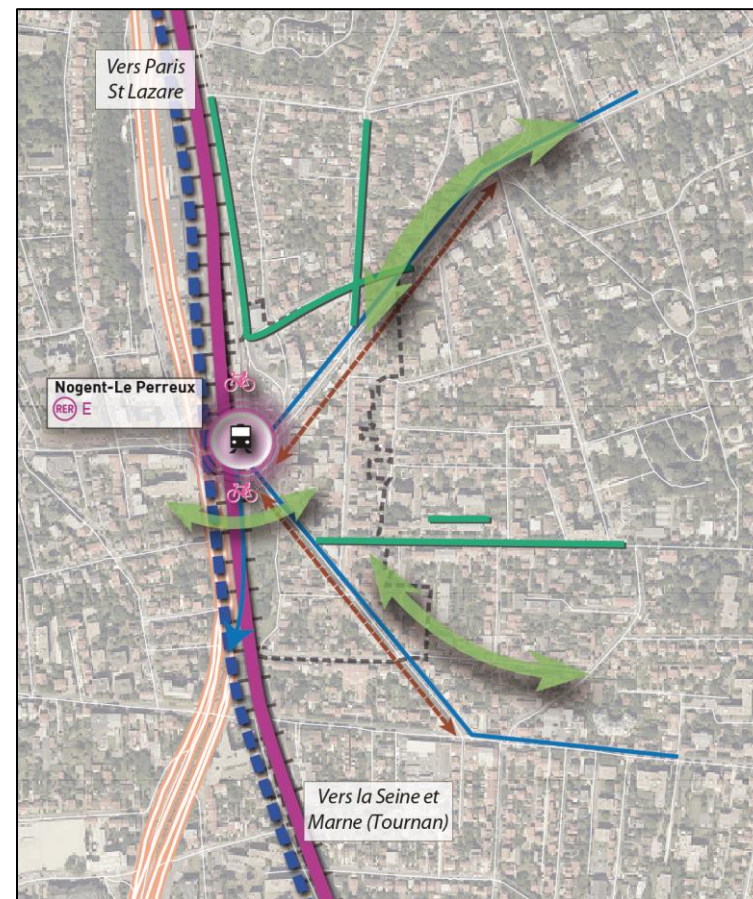 Vers Paris
St Lazare
Nogent-Le Perreux
RER E
Vers la Seine et
Marne (Tournan)